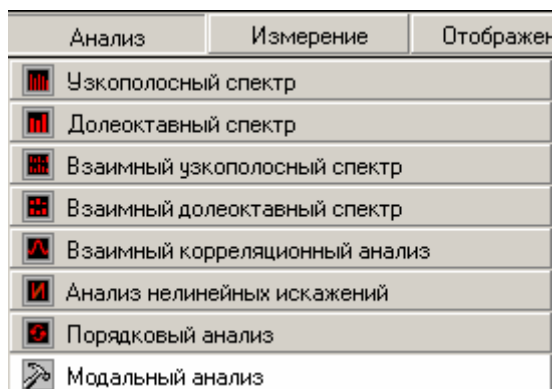 Анализ Измерение Отображен
Узкополосный спектр
Долеоктавный спектр
Взаимный узкополосный спектр
Взаимный долеоктавный спектр
Взаимный корреляционный анализ
Анализ нелинейных искажений
Порядковый анализ
Модальный анализ